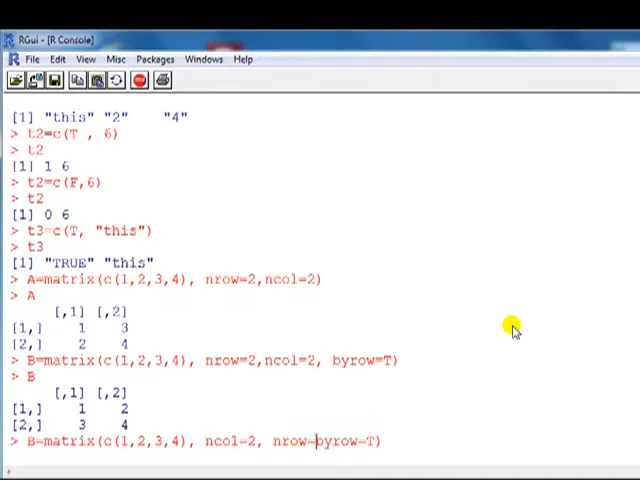 RGui - [R Console]
R File Edit View Misc Packages Windows Help
STOP
[1] "this" "2" "4"
> t2=c(T , 6)
> t2
[1] 1 6
> t2=c(F,6)
> t2
[1] 0 6
> t3=c(T, "this")
> t3
[1] "TRUE" "this"
> A=matrix(c(1,2,3,4), nrow=2,ncol=2)
> A
[,1] [,2]
[1,] 1 3
[2,] 2 4
> B=matrix(c(1,2,3,4), nrow=2,ncol=2, byrow=T)
> B
[,1] [,2]
[1,] 1 2
[2,] 3 4
> B=matrix(c(1,2,3,4), ncol=2, nrow=byrow=T)